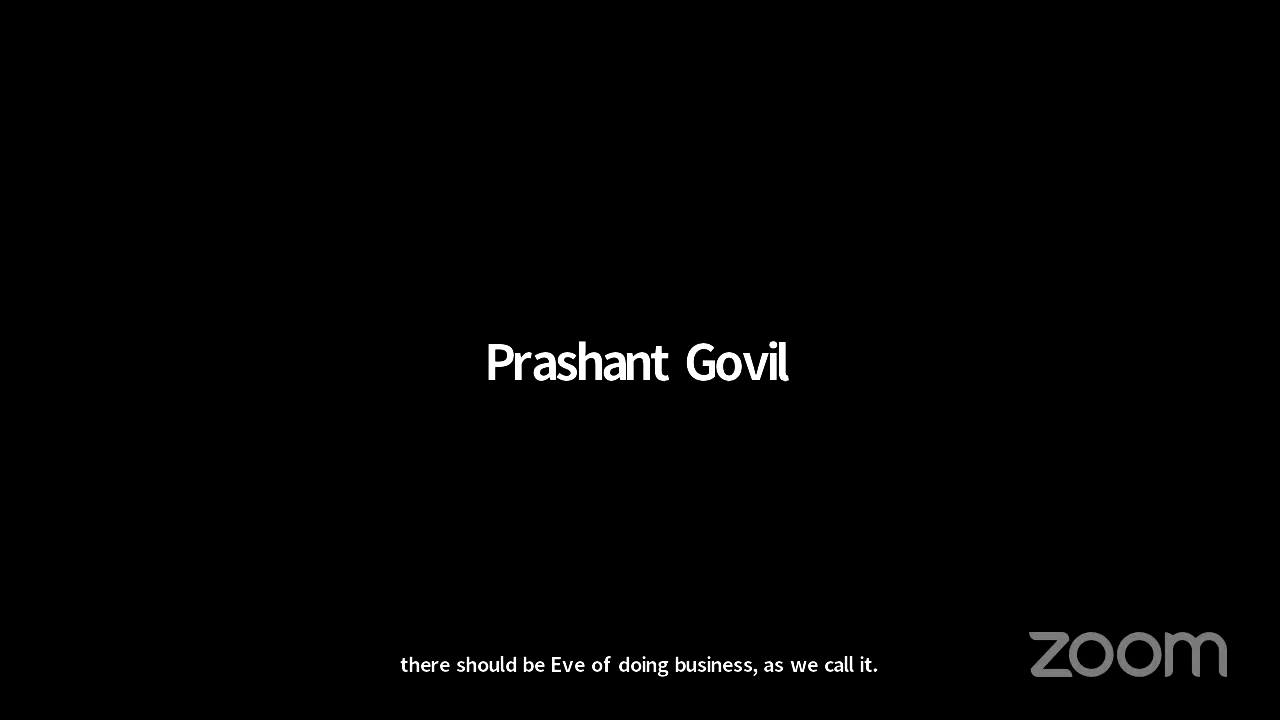 Prashant Govil
there should be Eve of doing business, as we call it.
zoom